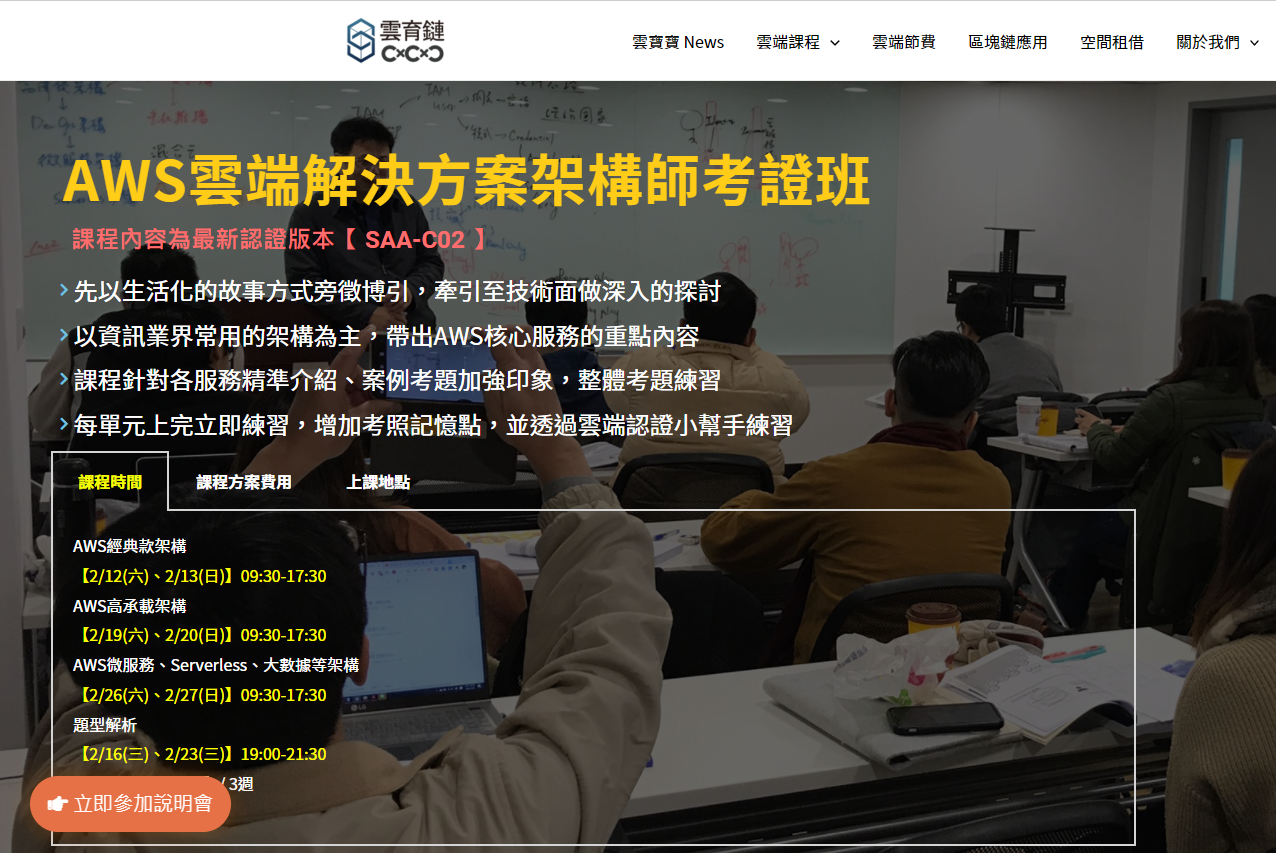 雲育鏈
CxCxC
雲寶寶 News
雲端課程
雲端節費
區塊鏈應用
空間租借
關於我們
AWS雲端解決方案架構師考證班
課程內容為最新認證版本【 SAA-C02 】
先以生活化的故事方式旁徵博引，牽引至技術面做深入的探討
以資訊業界常用的架構為主，帶出AWS核心服務的重點內容
課程針對各服務精準介紹、案例考題加強印象，整體考題練習
每單元上完立即練習，增加考照記憶點，並透過雲端認證小幫手練習
課程時間
課程方案費用
上課地點
AWS經典款架構
【2/12(六)、2/13(日)】09:30-17:30
AWS高承載架構
【2/19(六)、2/20(日)】09:30-17:30
AWS微服務、Serverless、大數據等架構
【2/26(六)、2/27(日)】09:30-17:30
題型解析
【2/16(三)、2/23(三)】19:00-21:30
/ 3週
立即參加說明會